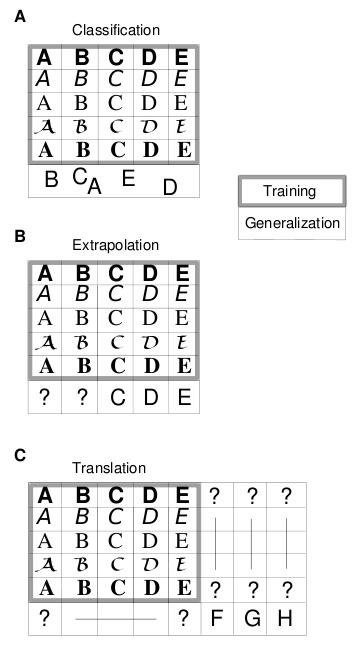 A
Classification
A B C D E
A B C D E
A B C D E
A B C D E
A B C D E
B C A E D
Training
Generalization
B
Extrapolation
A B C D E
A B C D E
A B C D E
A B C D E
A B C D E
? ? C D E
C
Translation
A B C D E ? ? ?
A B C D E
A B C D E
A B C D E
A B C D E ? ? ?
? ? F G H